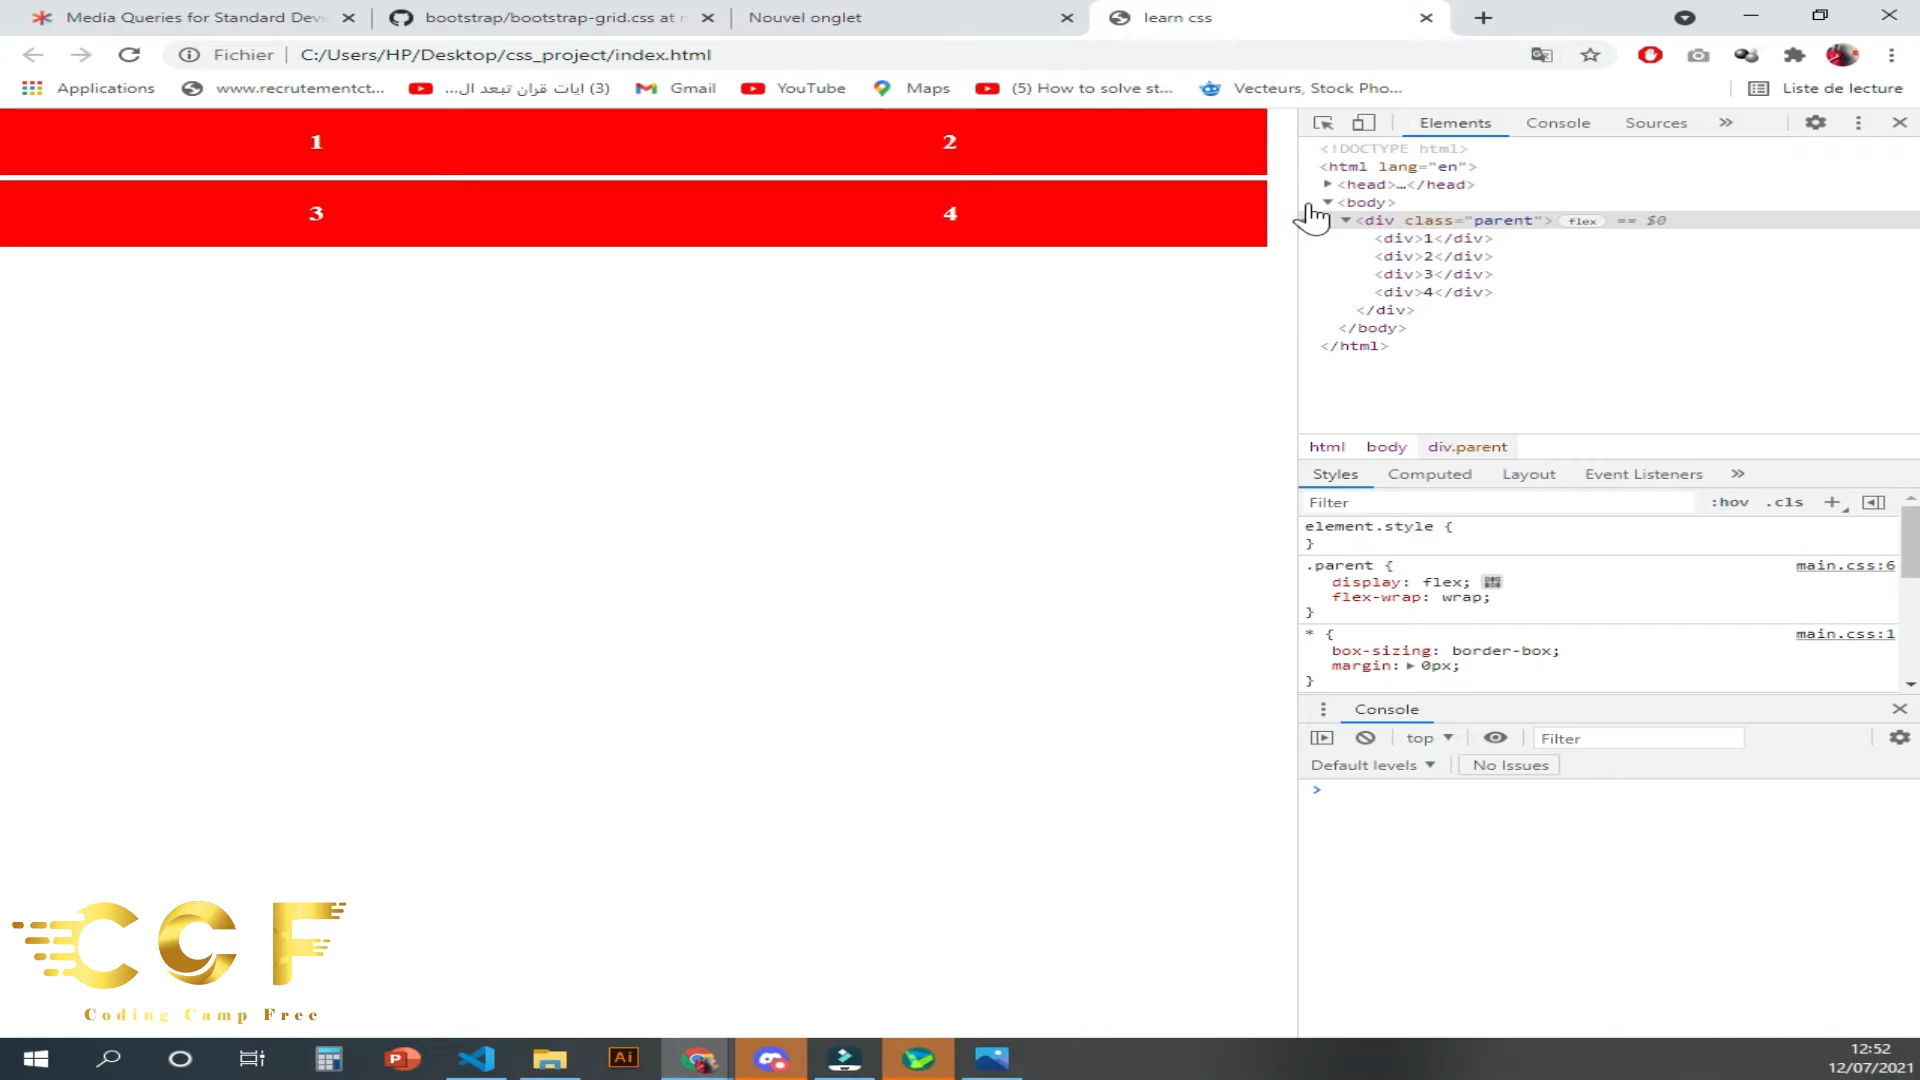 Media Queries for Standard Devi
bootstrap/bootstrap-grid.css at
Nouvel onglet
learn css
Fichier
C:/Users/HP/Desktop/css_project/index.html
Applications
www.recrutementct...
(3) ايات قران تبعد ال...
Gmail
YouTube
Maps
(5) How to solve st...
Vecteurs, Stock Pho...
Liste de lecture
1
2
3
4
Elements
Console
Sources
<!DOCTYPE html>
<html lang="en">
<head>…</head>
<body>
<div class="parent"> flex == $0
<div>1</div>
<div>2</div>
<div>3</div>
<div>4</div>
</div>
</body>
</html>
html
body
div.parent
Styles
Computed
Layout
Event Listeners
Filter
:hov
.cls
element.style {
}
.parent {
main.css:6
display: flex;
flex-wrap: wrap;
}
* {
main.css:1
box-sizing: border-box;
margin: 0px;
}
Console
top
Filter
Default levels
No Issues
CCF
Coding Camp Free
P
Ai
12:52
12/07/2021